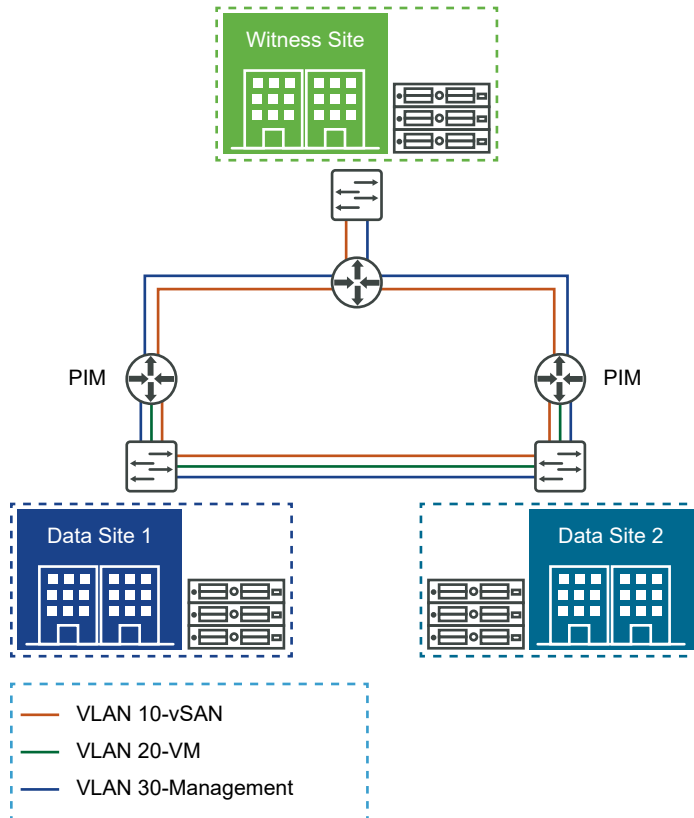 Witness Site
PIM
PIM
Data Site 1
Data Site 2
VLAN 10-vSAN
VLAN 20-VM
VLAN 30-Management